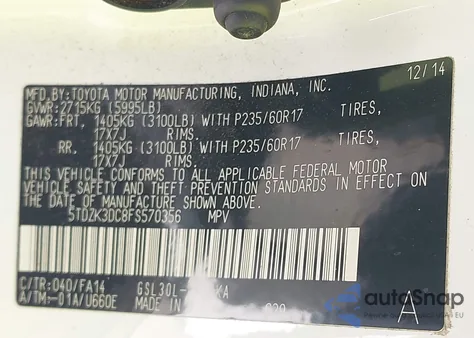 12/14
MFD.BY:TOYOTA MOTOR MANUFACTURING, INDIANA, INC.
GVWR:2715KG (5995LB)
GAWR:FRT. 1405KG (3100LB) WITH P235/60R17 TIRES,
17X7J RIMS.
RR. 1405KG (3100LB) WITH P235/60R17 TIRES,
17X7J RIMS.
THIS VEHICLE CONFORMS TO ALL APPLICABLE FEDERAL MOTOR
VEHICLE SAFETY AND THEFT PREVENTION STANDARDS IN EFFECT ON
THE DATE OF MANUFACTURE SHOWN ABOVE.
5TDZK3DC8FS570356 MPV
C/TR:040/FA14
A/TM:-01A/U660E
A
autoSnap